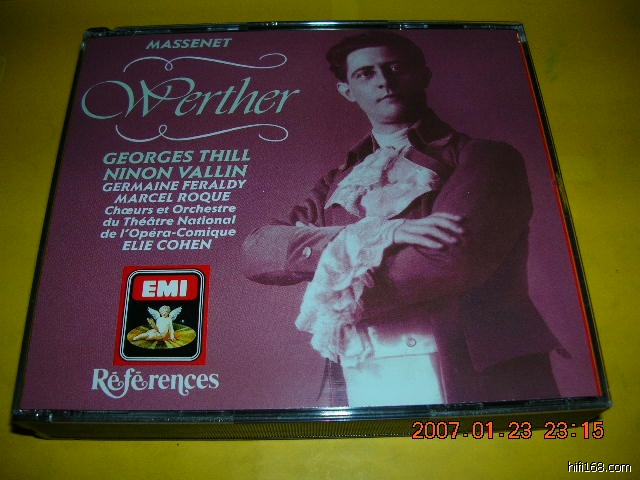 MASSENET
Werther
GEORGES THILL
NINON VALLIN
GERMAINE FERALDY
MARCEL ROQUE
Chœurs et Orchestre
du Théâtre National
de l'Opéra-Comique
ELIE COHEN
EMI
Références
2007.01.23 23:15
hifi168.com